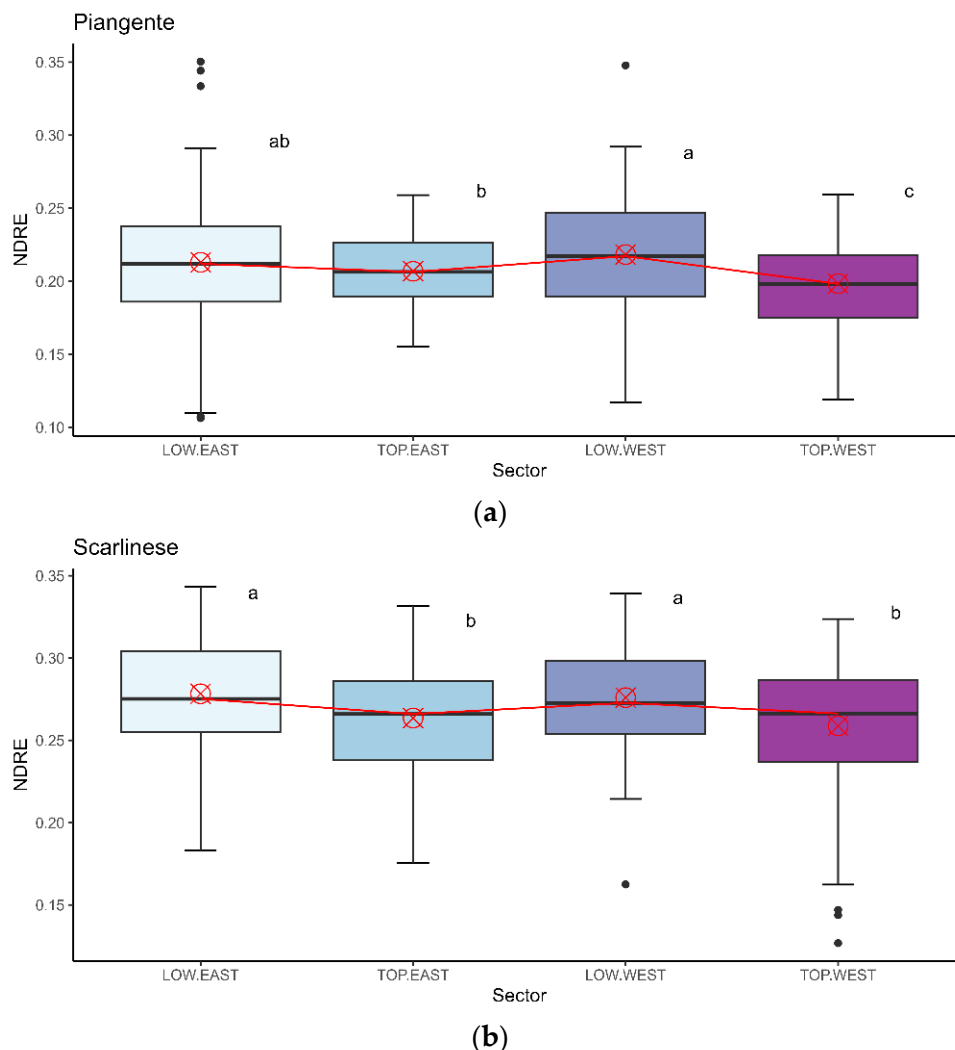 Piangente
NDRE
0.35
0.30
0.25
0.20
0.15
0.10
ab
b
a
c
LOW.EAST
TOP.EAST
LOW.WEST
TOP.WEST
Sector
(a)
Scarlinese
NDRE
0.35
0.30
0.25
0.20
0.15
a
b
a
b
LOW.EAST
TOP.EAST
LOW.WEST
TOP.WEST
Sector
(b)